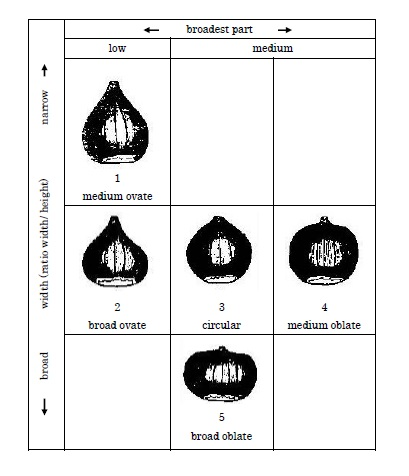 ← broadest part →
low medium
narrow
width (ratio width/ height)
broad
1
medium ovate
2 3 4
broad ovate circular medium oblate
5
broad oblate